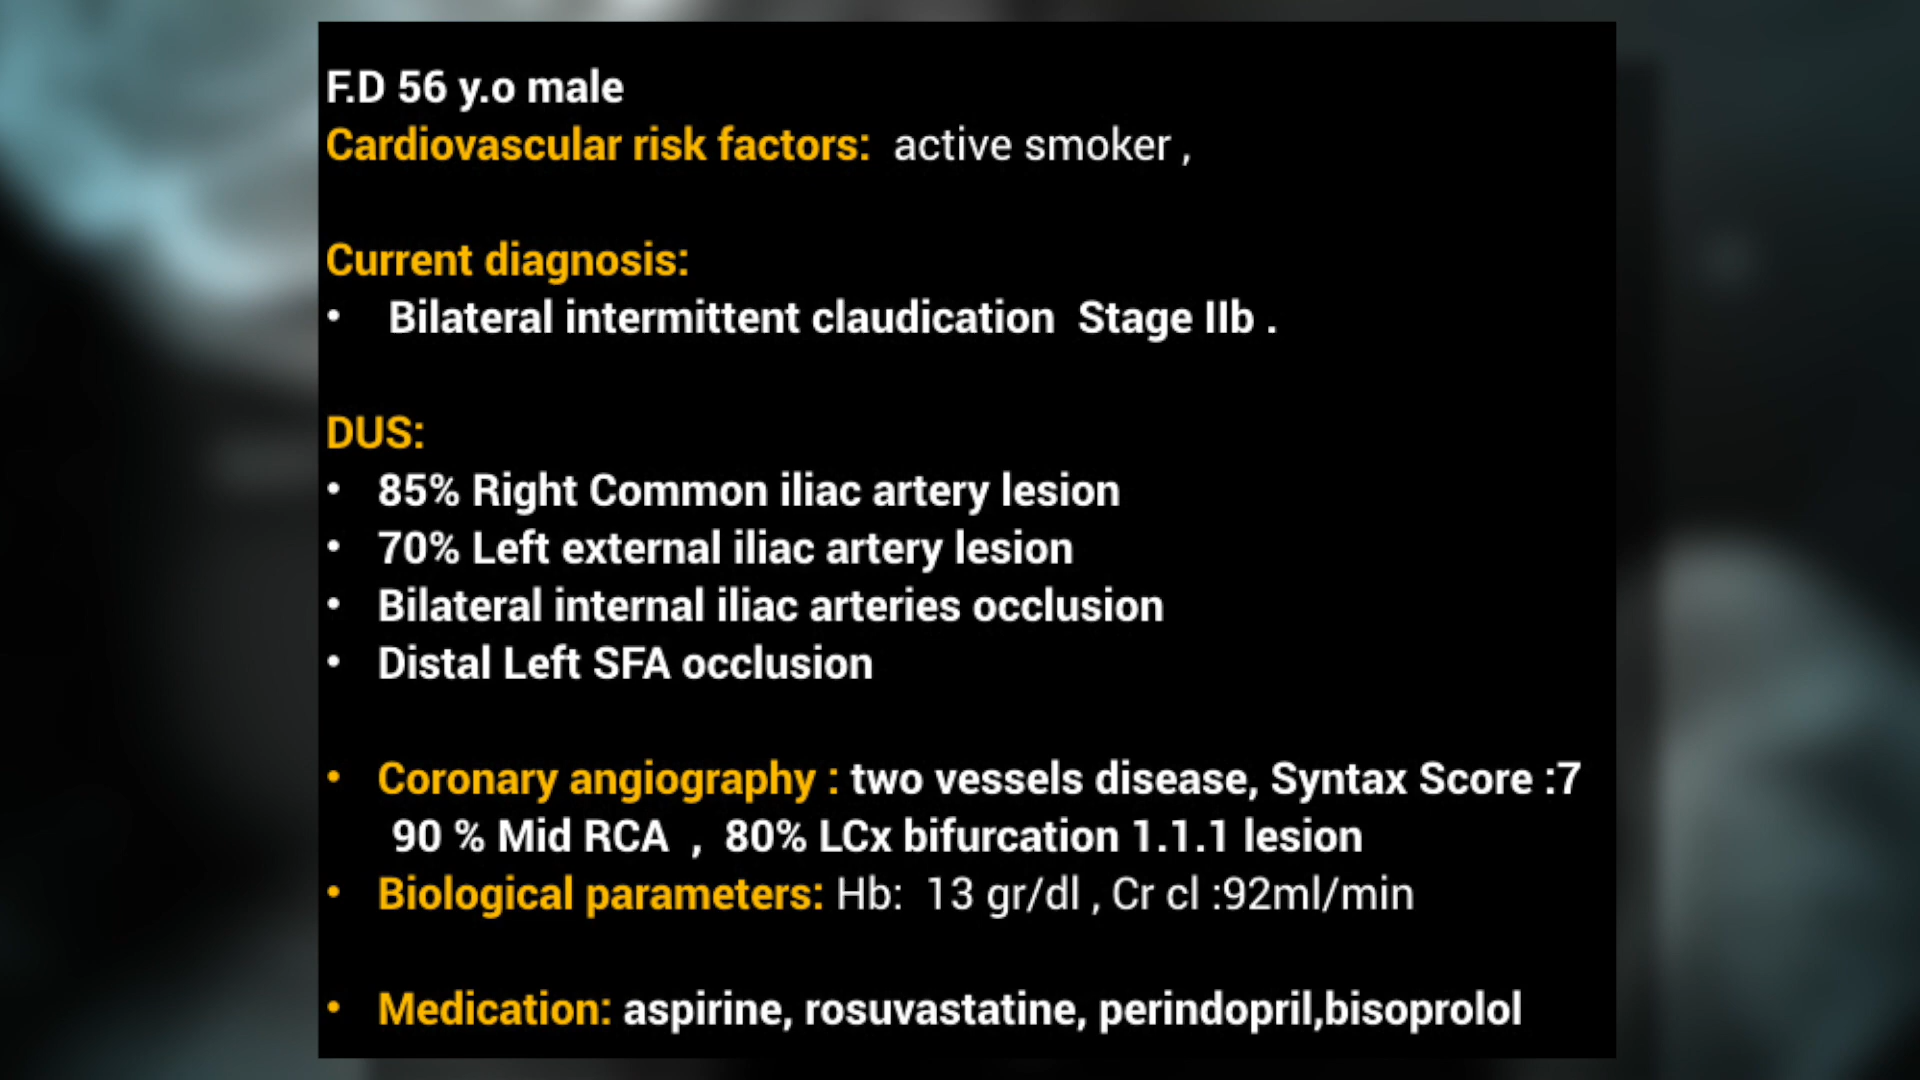 F.D 56 y.o male
Cardiovascular risk factors: active smoker ,
Current diagnosis:
• Bilateral intermittent claudication Stage IIb .
DUS:
• 85% Right Common iliac artery lesion
• 70% Left external iliac artery lesion
• Bilateral internal iliac arteries occlusion
• Distal Left SFA occlusion
• Coronary angiography : two vessels disease, Syntax Score :7
90 % Mid RCA , 80% LCx bifurcation 1.1.1 lesion
• Biological parameters: Hb: 13 gr/dl , Cr cl :92ml/min
• Medication: aspirine, rosuvastatine, perindopril,bisoprolol